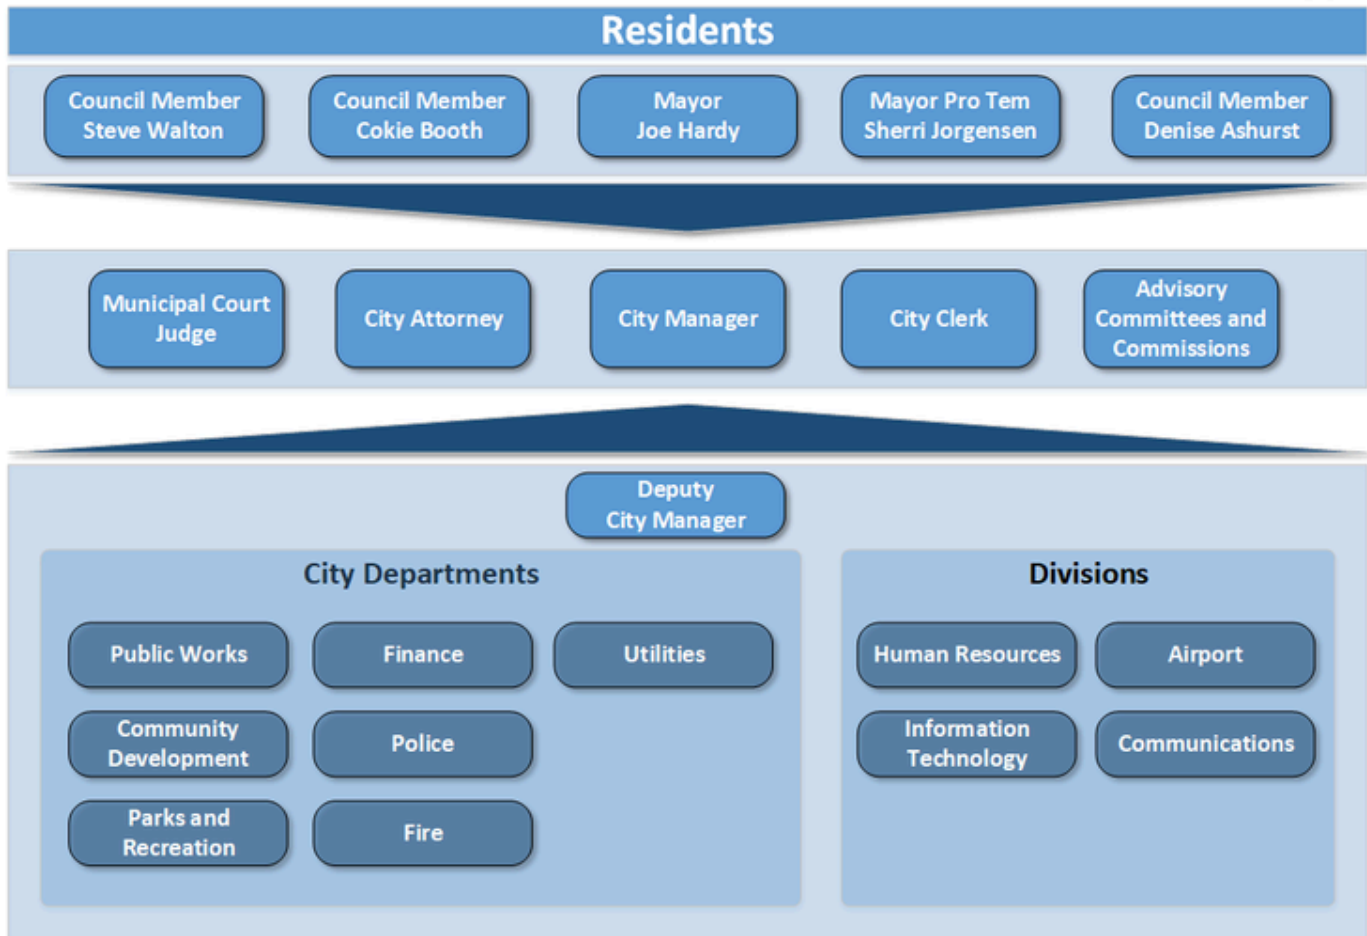 Residents
Council Member
Steve Walton
Council Member
Cokie Booth
Mayor
Joe Hardy
Mayor Pro Tem
Sherri Jorgensen
Council Member
Denise Ashurst
Municipal Court
Judge
City Attorney
City Manager
City Clerk
Advisory
Committees and
Commissions
Deputy
City Manager
City Departments
Public Works
Finance
Utilities
Community
Development
Police
Parks and
Recreation
Fire
Divisions
Human Resources
Airport
Information
Technology
Communications